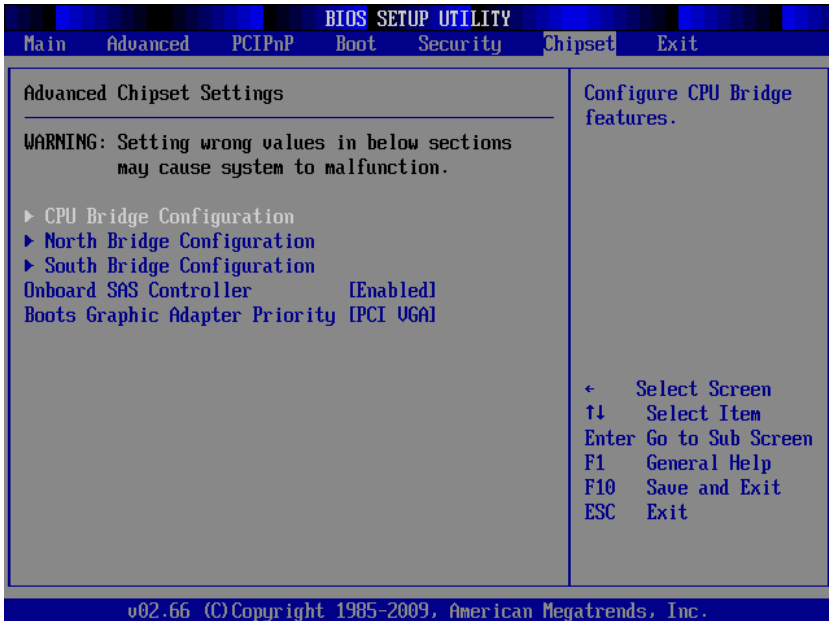 BIOS SETUP UTILITY
Main Advanced PCIPnP Boot Security Chipset Exit
Advanced Chipset Settings
WARNING: Setting wrong values in below sections
may cause system to malfunction.
▶ CPU Bridge Configuration
▶ North Bridge Configuration
▶ South Bridge Configuration
Onboard SAS Controller [Enabled]
Boots Graphic Adapter Priority [PCI VGA]
Configure CPU Bridge
features.
← Select Screen
↑↓ Select Item
Enter Go to Sub Screen
F1 General Help
F10 Save and Exit
ESC Exit
v02.66 (C)Copyright 1985-2009, American Megatrends, Inc.